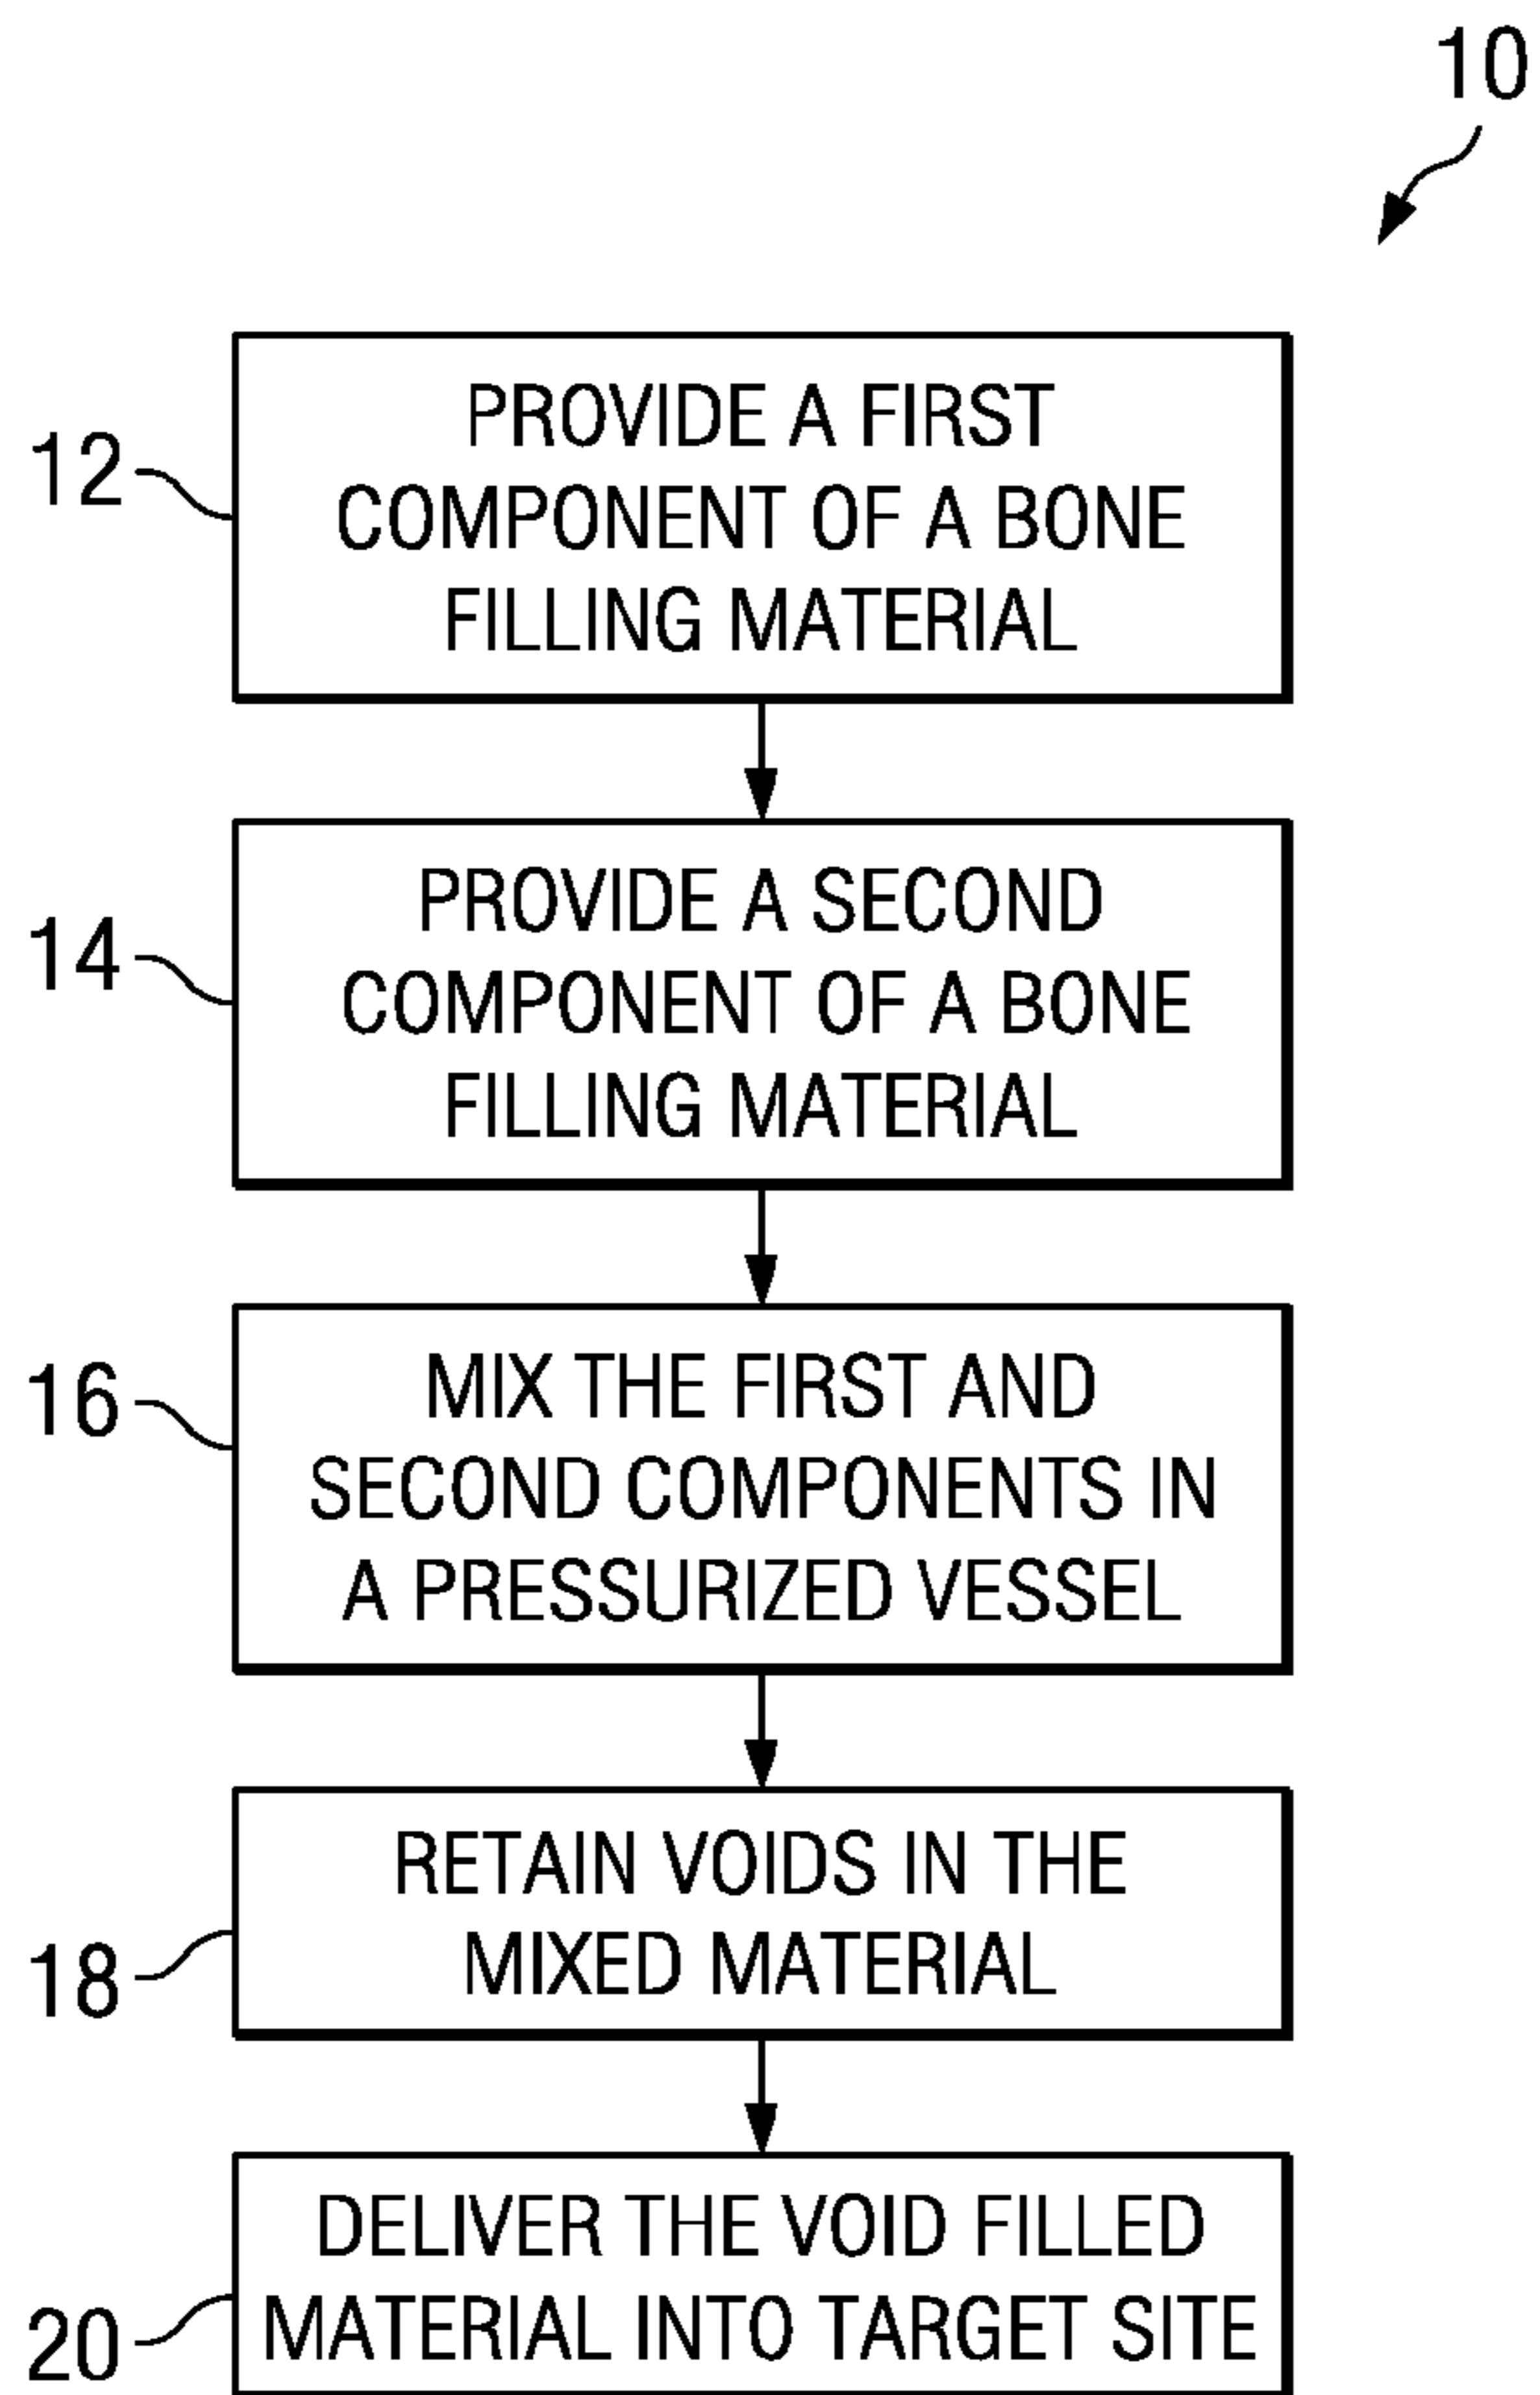 10
12
PROVIDE A FIRST
COMPONENT OF A BONE
FILLING MATERIAL
14
PROVIDE A SECOND
COMPONENT OF A BONE
FILLING MATERIAL
16
MIX THE FIRST AND
SECOND COMPONENTS IN
A PRESSURIZED VESSEL
18
RETAIN VOIDS IN THE
MIXED MATERIAL
20
DELIVER THE VOID FILLED
MATERIAL INTO TARGET SITE